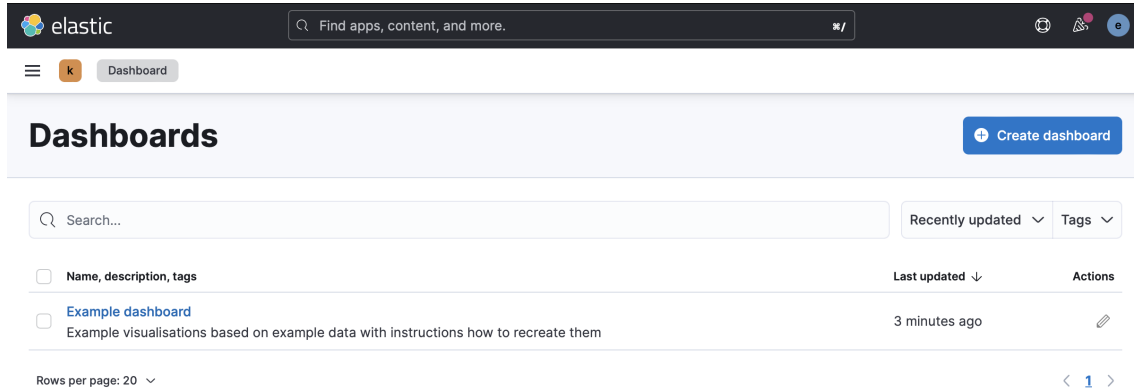 elastic
Find apps, content, and more.
⌘/
e
k
Dashboard
Dashboards
Create dashboard
Search...
Recently updated
Tags
Name, description, tags
Last updated
Actions
Example dashboard
Example visualisations based on example data with instructions how to recreate them
3 minutes ago
Rows per page: 20
1